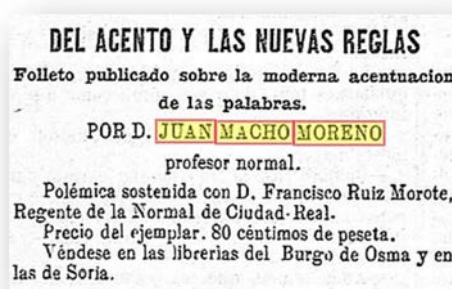 DEL ACENTO Y LAS NUEVAS REGLAS
Folleto publicado sobre la moderna acentuacion
de las palabras.
POR D. JUAN MACHO MORENO
profesor normal.
Polémica sostenida con D. Francisco Ruiz Morote,
Regente de la Normal de Ciudad-Real.
Precio del ejemplar. 80 céntimos de peseta.
Véndese en las librerias del Burgo de Osma y en
las de Soria.